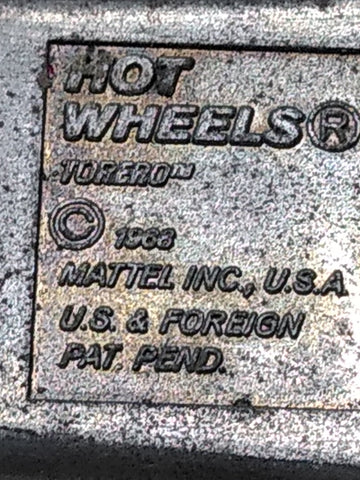 HOT
WHEELS®
TORERO™
© 1968
MATTEL INC., U.S.A
U.S. & FOREIGN
PAT. PEND.